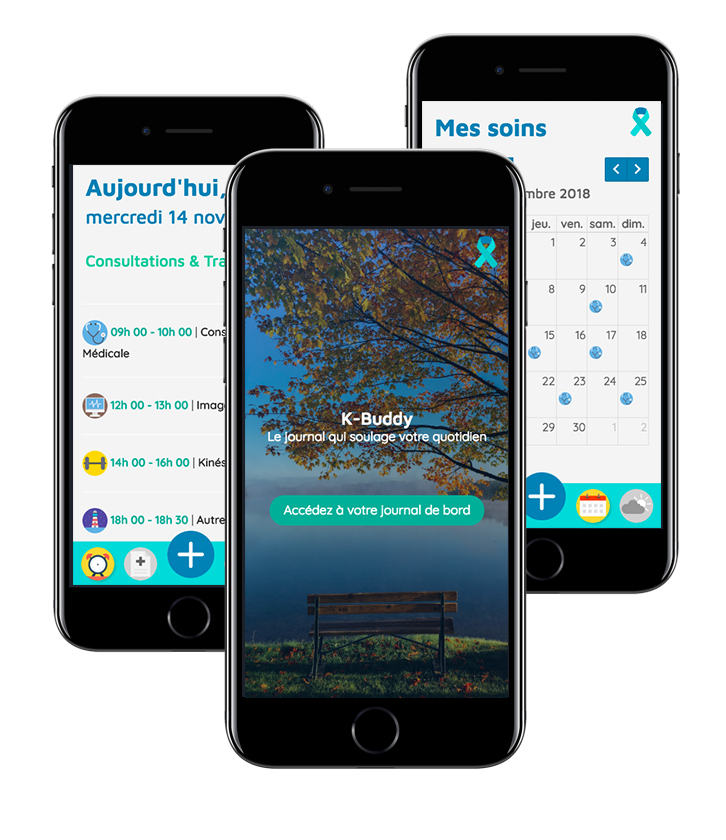 Aujourd'hui,
mercredi 14 nov
Consultations & Tra
09h 00 - 10h 00 | Cons
Médicale
12h 00 - 13h 00 | Imag
14h 00 - 16h 00 | Kinés
18h 00 - 18h 30 | Autre
K-Buddy
Le journal qui soulage votre quotidien
Accédez à votre journal de bord
Mes soins
mbre 2018
jeu. ven. sam. dim.
1 2 3 4
8 9 10 11
15 16 17 18
22 23 24 25
29 30 1 2